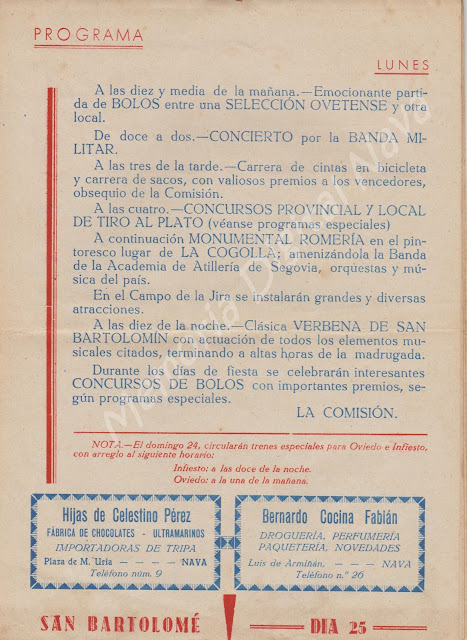 PROGRAMA
LUNES
A las diez y media de la mañana.—Emocionante parti-
da de BOLOS entre una SELECCIÓN OVETENSE y otra
local.
De doce a dos.—CONCIERTO por la BANDA MI-
LITAR.
A las tres de la tarde.—Carrera de cintas en bicicleta
y carrera de sacos, con valiosos premios a los vencedores,
obsequio de la Comisión.
A las cuatro.—CONCURSOS PROVINCIAL Y LOCAL
DE TIRO AL PLATO (véanse programas especiales)
A continuación MONUMENTAL ROMERÍA en el pin-
toresco lugar de LA COGOLLA; amenizándola la Banda
de la Academia de Atillería de Segovia, orquestas y mú-
sica del país.
En el Campo de la Jira se instalarán grandes y diversas
atracciones.
A las diez de la noche.—Clásica VERBENA DE SAN
BARTOLOMÍN con actuación de todos los elementos mu-
sicales citados, terminando a altas horas de la madrugada.
Durante los días de fiesta se celebrarán interesantes
CONCURSOS DE BOLOS con importantes premios, se-
gún programas especiales.
LA COMISIÓN.
NOTA.—El domingo 24, circularán trenes especiales para Oviedo e Infiesto,
con arreglo al siguiente horario:
Infiesto: a las doce de la noche.
Oviedo: a la una de la mañana.
Hijas de Celestino Pérez
FÁBRICA DE CHOCOLATES - ULTRAMARINOS
IMPORTADORAS DE TRIPA
Plaza de M. Uria — — — — NAVA
Teléfono núm. 9
Bernardo Cocina Fabián
DROGUERÍA, PERFUMERÍA
PAQUETERÍA, NOVEDADES
Luis de Armiñán, — — — NAVA
Teléfono n.º 26
SAN BARTOLOMÉ
DIA 25